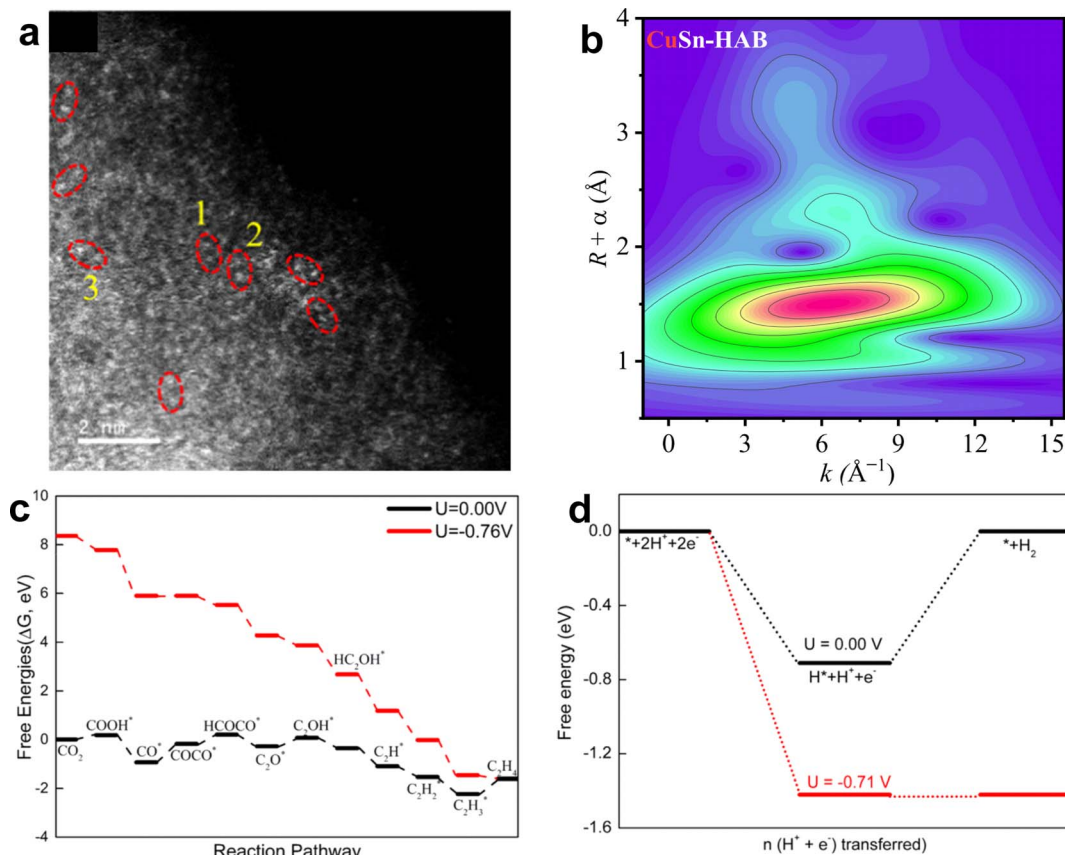 a
1
2
3
2 nm
b
CuSn-HAB
4
3
2
1
R + α (Å)
0
3
6
9
12
15
k (Å⁻¹)
c
10
8
6
4
2
0
-2
-4
Free Energies(ΔG, eV)
U=0.00V
U=-0.76V
CO₂
COOH*
CO*
COCO*
HCOCO*
C₂O*
C₂OH*
HC₂OH*
C₂H*
C₂H₂*
C₂H₃*
C₂H₄
Reaction Pathway
d
0.0
-0.4
-0.8
-1.2
-1.6
Free energy (eV)
*+2H⁺+2e⁻
*+H₂
U = 0.00 V
H*+H⁺+e⁻
U = -0.71 V
n (H⁺ + e⁻) transferred)